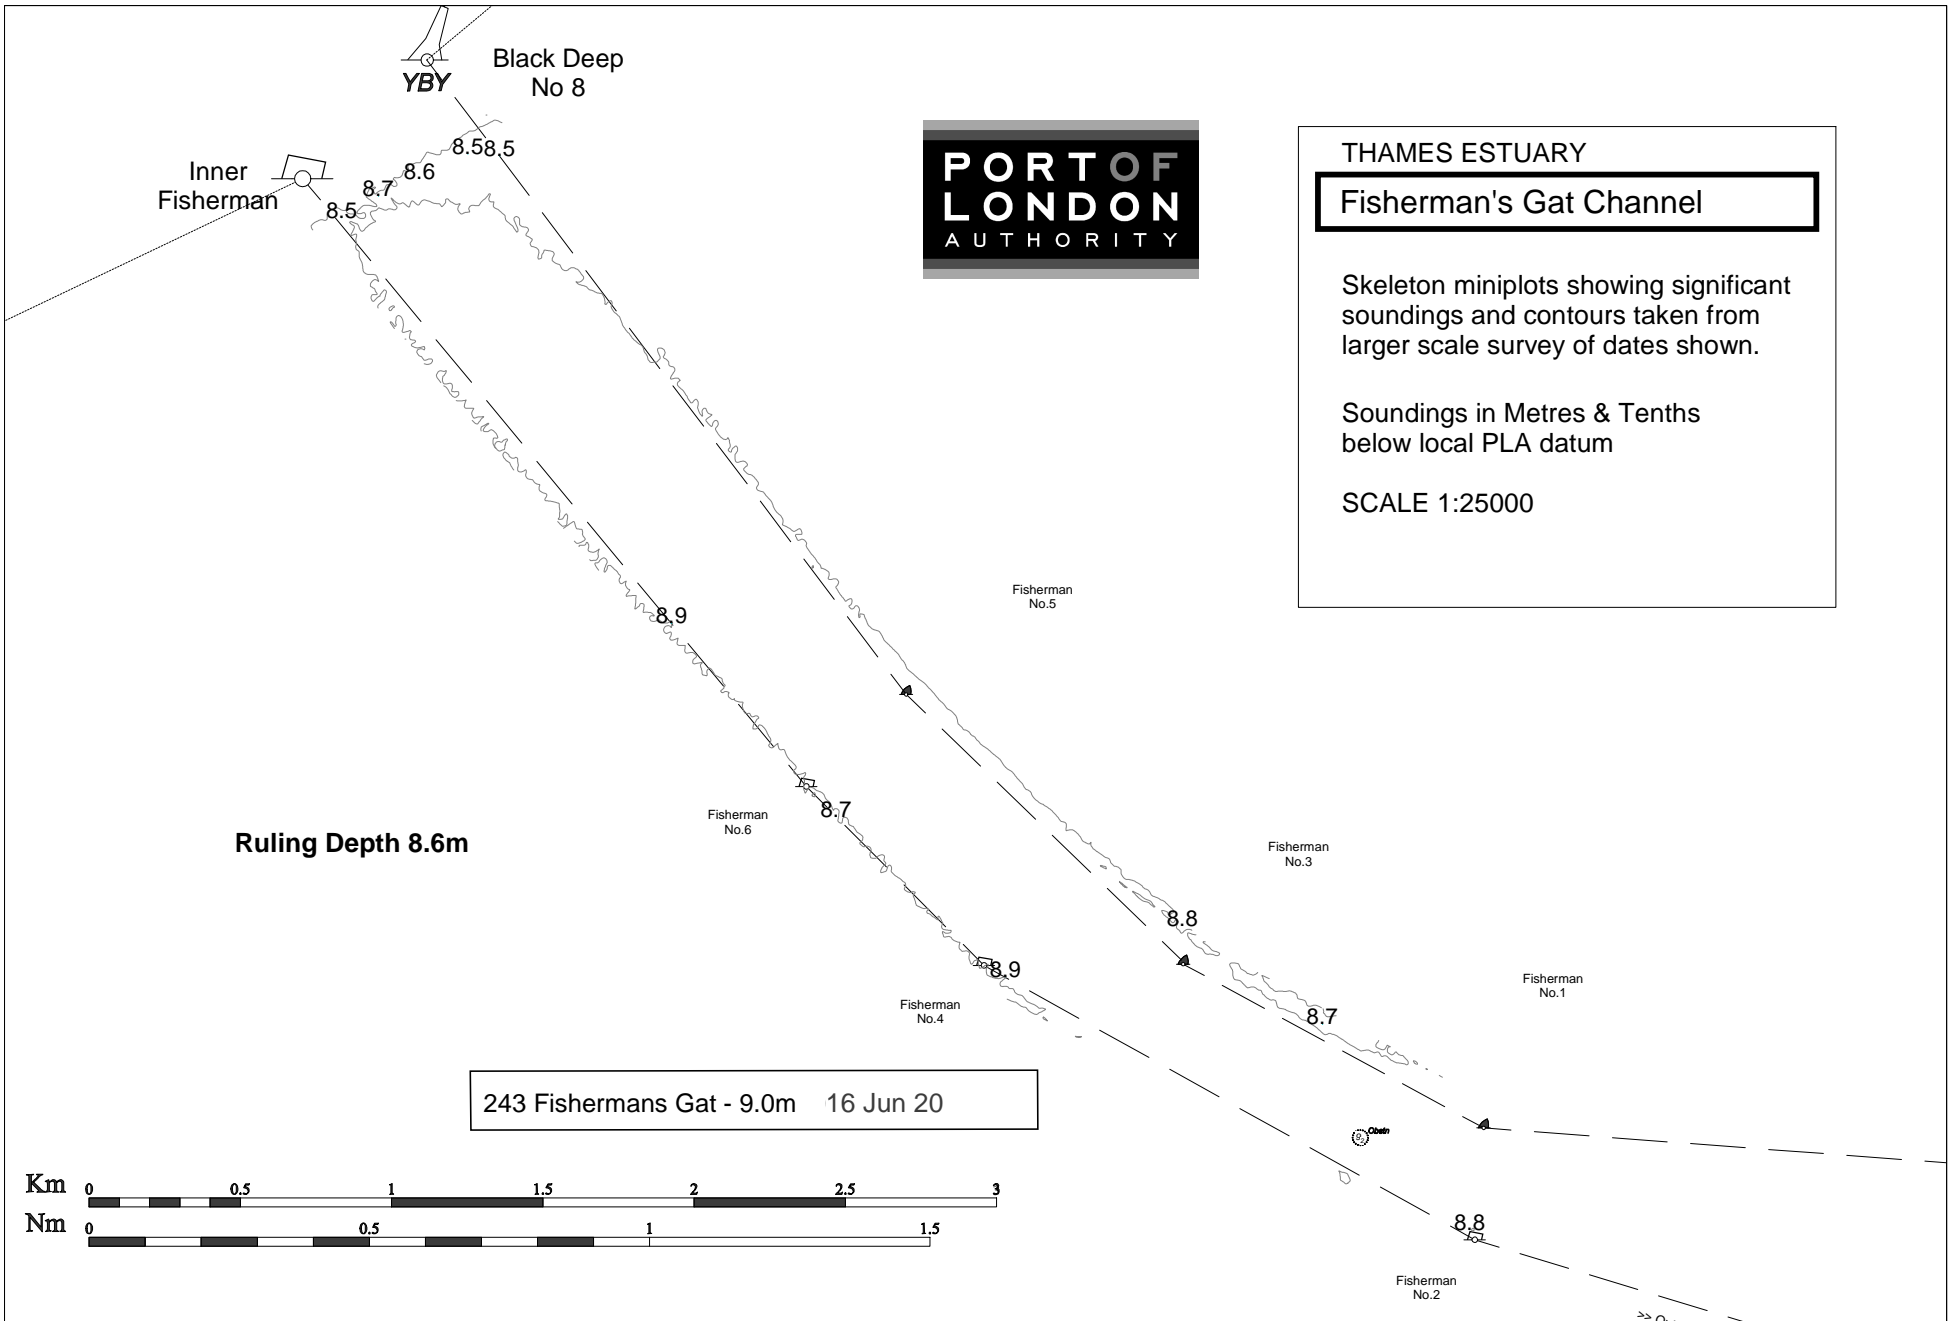 Black Deep
No 8
YBY
Inner
Fisherman
8.5
8.5
8.6
8.7
8.5
PORT OF
LONDON
AUTHORITY
THAMES ESTUARY
Fisherman's Gat Channel
Skeleton miniplots showing significant
soundings and contours taken from
larger scale survey of dates shown.
Soundings in Metres & Tenths
below local PLA datum
SCALE 1:25000
Fisherman
No.5
8.9
Fisherman
No.6
8.7
Ruling Depth 8.6m
Fisherman
No.3
8.8
8.9
Fisherman
No.4
Fisherman
No.1
8.7
243 Fishermans Gat - 9.0m 16 Jun 20
Obstn
Km 0 0.5 1 1.5 2 2.5 3
Nm 0 0.5 1 1.5
8.8
Fisherman
No.2